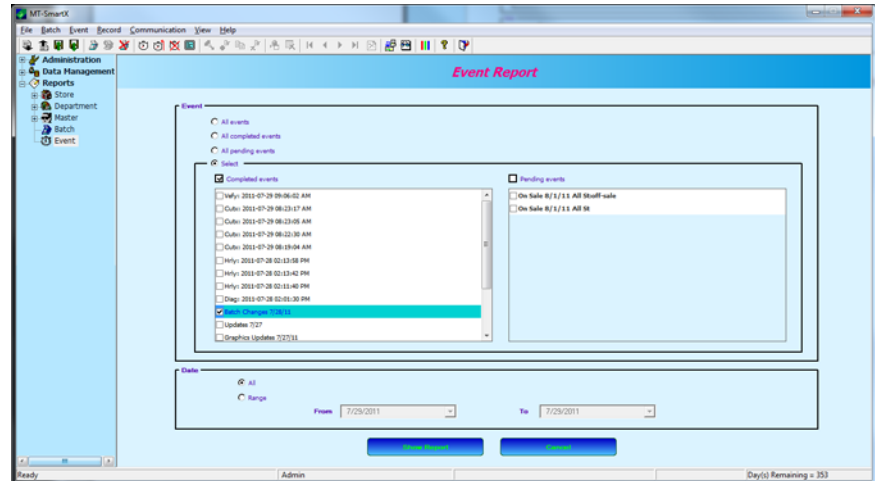 MT-SmartX
File Batch Event Record Communication View Help
Administration
Data Management
Reports
Store
Department
Master
Batch
Event
Event Report
Event
All events
All completed events
All pending events
Select
Completed events
Vefy: 2011-07-29 09:06:02 AM
Cuts: 2011-07-29 08:23:17 AM
Cuts: 2011-07-29 08:23:05 AM
Cuts: 2011-07-29 08:22:30 AM
Cuts: 2011-07-29 08:19:04 AM
Hrly: 2011-07-28 02:13:58 PM
Hrly: 2011-07-28 02:13:42 PM
Hrly: 2011-07-28 02:11:40 PM
Diag: 2011-07-28 02:01:30 PM
Batch Changes 7/28/11
Updates 7/27
Graphics Updates 7/27/11
Pending events
On Sale 8/1/11 All St:off-sale
On Sale 8/1/11 All St
Date
All
Range
From 7/29/2011 To 7/29/2011
Show Report Cancel
Ready Admin Day(s) Remaining = 353